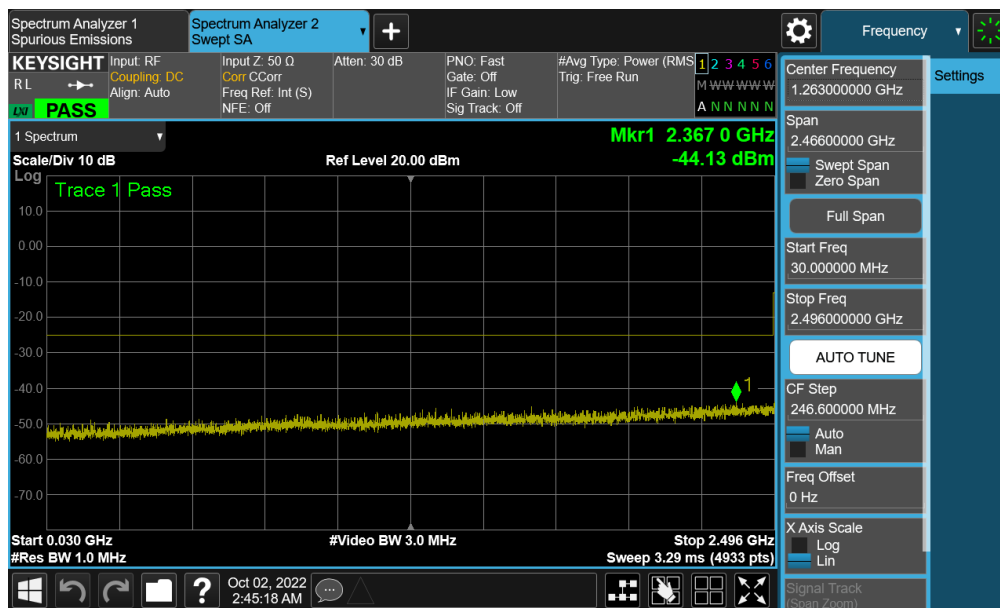 Spectrum Analyzer 1
Spurious Emissions
Spectrum Analyzer 2
Swept SA
Frequency
KEYSIGHT
RL
LXI PASS
Input: RF
Coupling: DC
Align: Auto
Input Z: 50 Ω
Corr CCorr
Freq Ref: Int (S)
NFE: Off
Atten: 30 dB
PNO: Fast
Gate: Off
IF Gain: Low
Sig Track: Off
#Avg Type: Power (RMS
Trig: Free Run
1 2 3 4 5 6
M W W W W W
A N N N N N
1 Spectrum
Scale/Div 10 dB
Ref Level 20.00 dBm
Mkr1 2.367 0 GHz
-44.13 dBm
Log
Trace 1 Pass
10.0
0.00
-10.0
-20.0
-30.0
-40.0
-50.0
-60.0
-70.0
1
Start 0.030 GHz
#Video BW 3.0 MHz
Stop 2.496 GHz
#Res BW 1.0 MHz
Sweep 3.29 ms (4933 pts)
?
Oct 02, 2022
2:45:18 AM
Center Frequency
1.263000000 GHz
Span
2.46600000 GHz
Swept Span
Zero Span
Full Span
Start Freq
30.000000 MHz
Stop Freq
2.496000000 GHz
AUTO TUNE
CF Step
246.600000 MHz
Auto
Man
Freq Offset
0 Hz
X Axis Scale
Log
Lin
Signal Track
(Span Zoom)
Settings